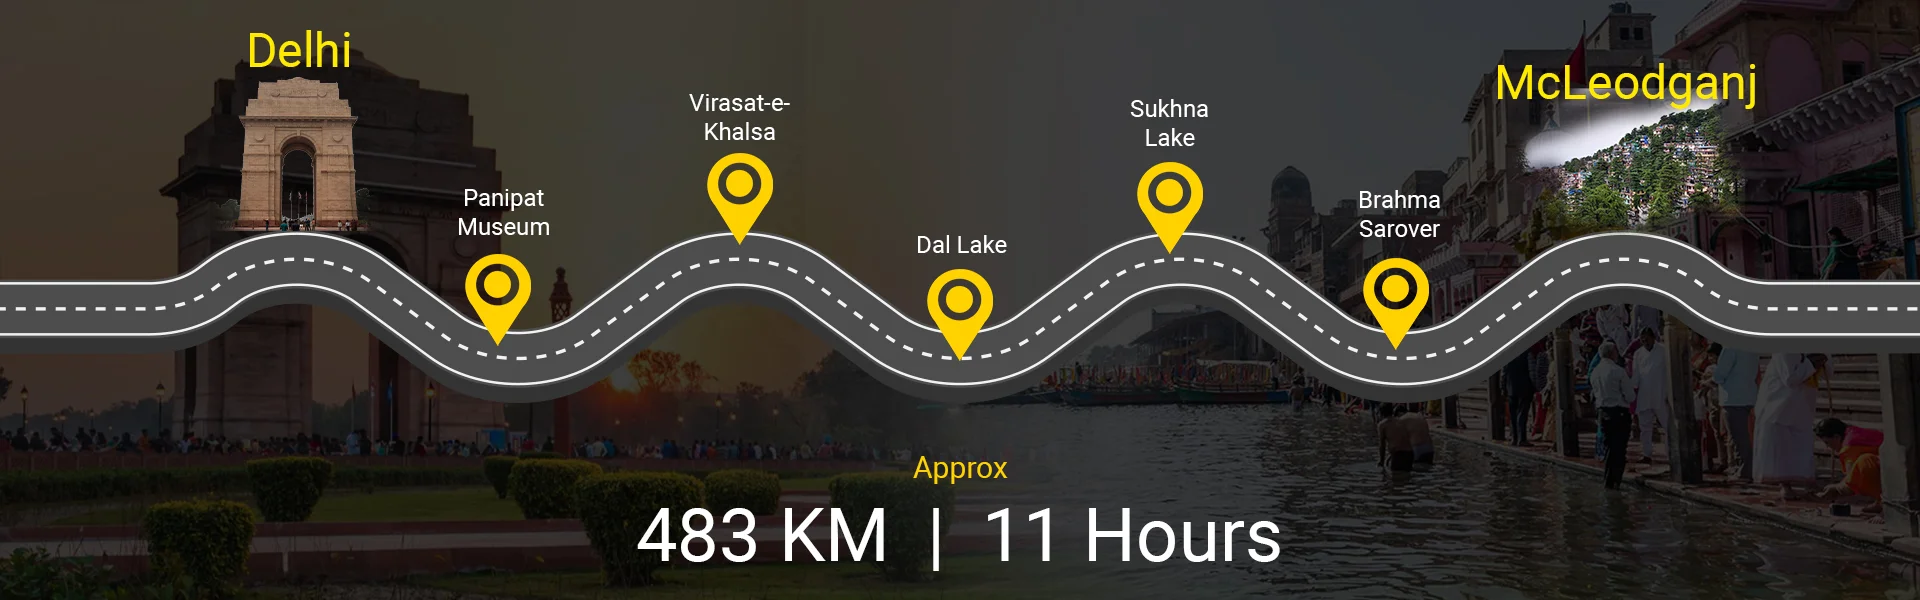 Delhi
Panipat
Museum
Virasat-e-
Khalsa
Dal Lake
Sukhna
Lake
Brahma
Sarover
McLeodganj
Approx
483 KM | 11 Hours